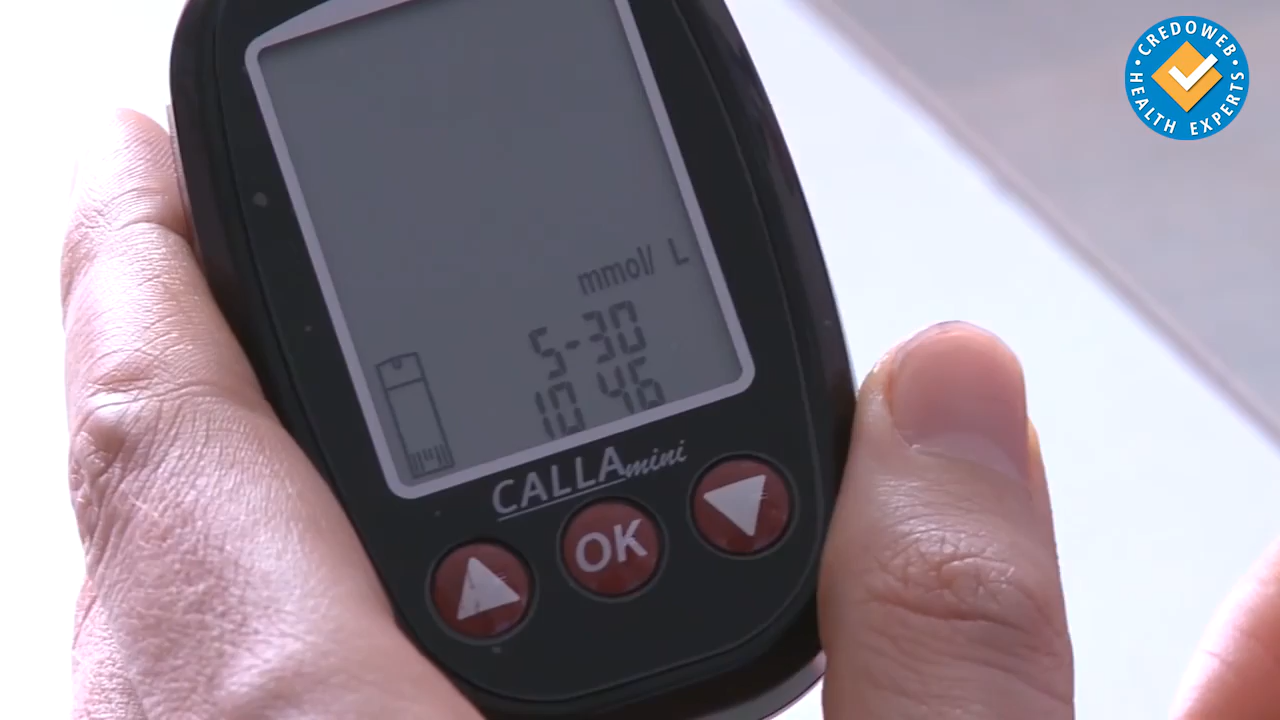 CREDOWEB
HEALTH EXPERTS
mmol/ L
5-30
10 46
CALLA mini
OK